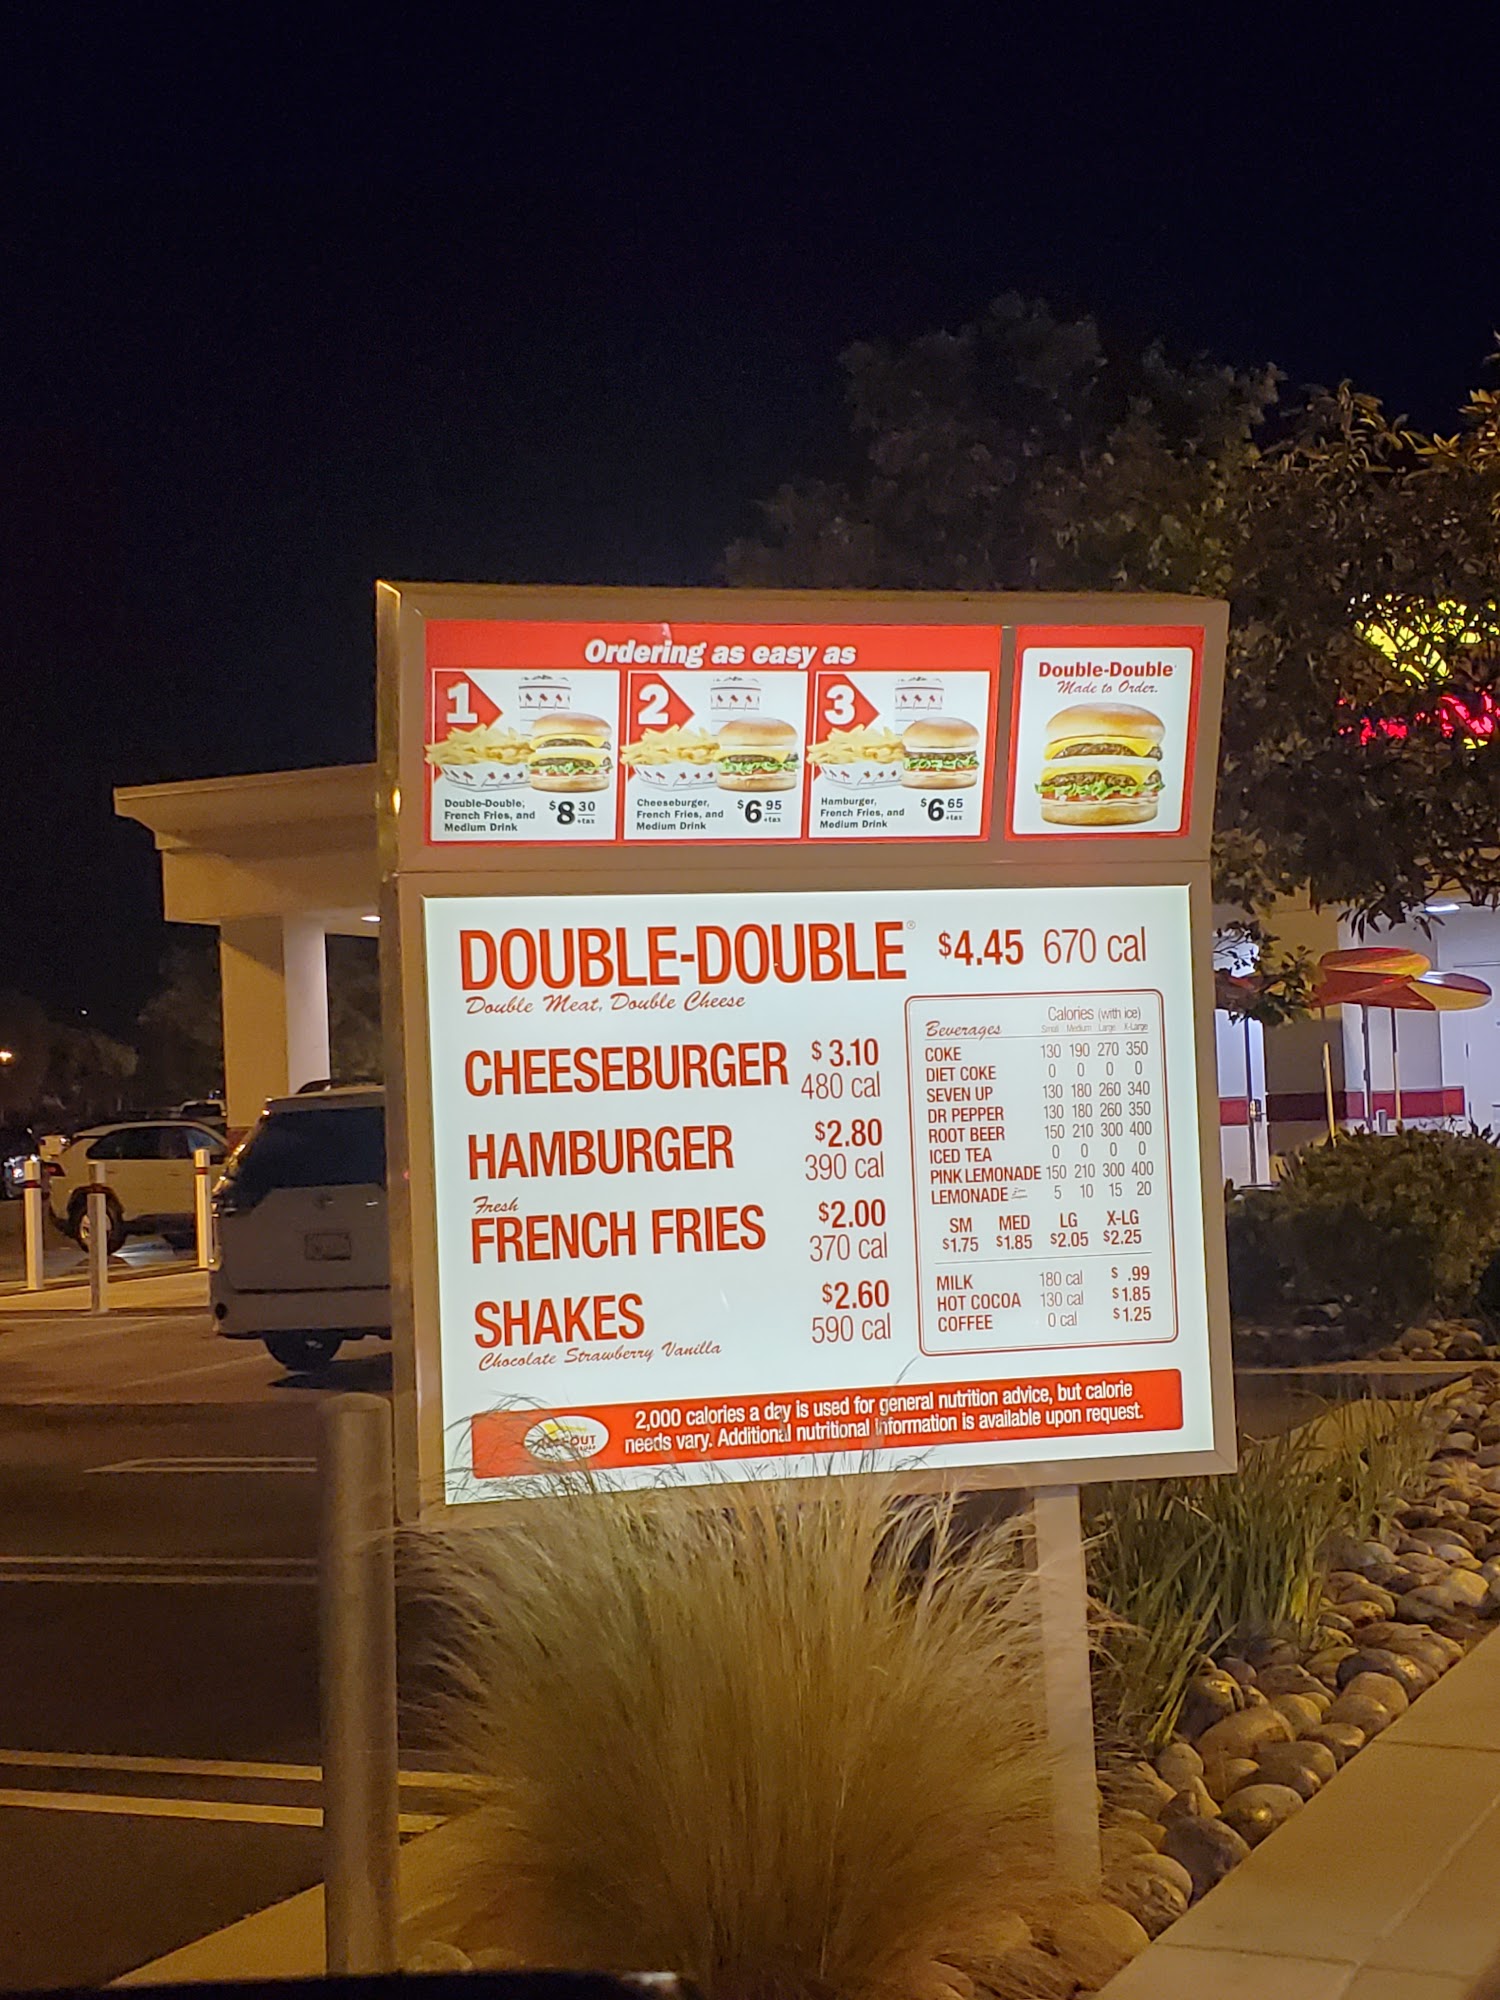 Ordering as easy as
1
Double-Double,
French Fries, and
Medium Drink
$8 30
+tax
2
Cheeseburger,
French Fries, and
Medium Drink
$6 95
+tax
3
Hamburger,
French Fries, and
Medium Drink
$6 65
+tax
Double-Double
Made to Order.
DOUBLE-DOUBLE® $4.45 670 cal
Double Meat, Double Cheese
CHEESEBURGER $3.10
480 cal
HAMBURGER $2.80
390 cal
Fresh
FRENCH FRIES $2.00
370 cal
SHAKES $2.60
590 cal
Chocolate Strawberry Vanilla
Beverages Calories (with ice)
Small Medium Large X-Large
COKE 130 190 270 350
DIET COKE 0 0 0 0
SEVEN UP 130 180 260 340
DR PEPPER 130 180 260 350
ROOT BEER 150 210 300 400
ICED TEA 0 0 0 0
PINK LEMONADE 150 210 300 400
LEMONADE 5 10 15 20
SM MED LG X-LG
$1.75 $1.85 $2.05 $2.25
MILK 180 cal $ .99
HOT COCOA 130 cal $1.85
COFFEE 0 cal $1.25
2,000 calories a day is used for general nutrition advice, but calorie
needs vary. Additional nutritional information is available upon request.